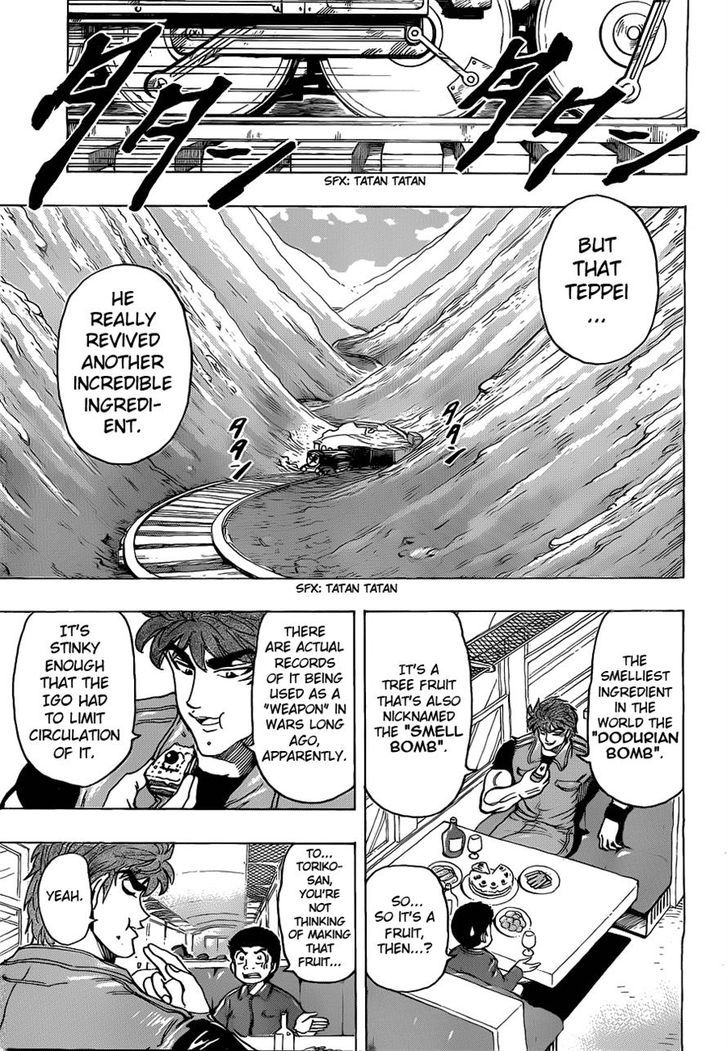 タタン
タタン
SFX: TATAN TATAN
BUT
THAT
TEPPEI
...
HE
REALLY
REVIVED
ANOTHER
INCREDIBLE
INGREDI-
ENT.
タタン
タタン
SFX: TATAN TATAN
THE
SMELLIEST
INGREDIENT
IN THE
WORLD THE
"DODURIAN
BOMB".
IT'S A
TREE FRUIT
THAT'S ALSO
NICKNAMED
THE "SMELL
BOMB".
SO...
SO IT'S A
FRUIT,
THEN...?
THERE
ARE ACTUAL
RECORDS
OF IT BEING
USED AS A
"WEAPON" IN
WARS LONG
AGO,
APPARENTLY.
IT'S
STINKY
ENOUGH
THAT THE
IGO HAD
TO LIMIT
CIRCULATION
OF IT.
TO...
TORIKO-
SAN,
YOU'RE
NOT
THINKING
OF MAKING
THAT
FRUIT...
YEAH.